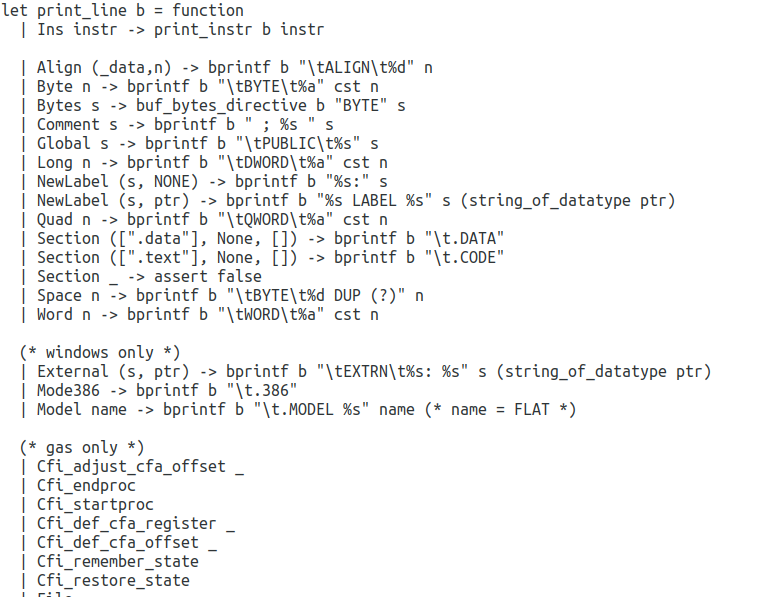 let print_line b = function
  | Ins instr -> print_instr b instr

  | Align (_data,n) -> bprintf b "\tALIGN\t%d" n
  | Byte n -> bprintf b "\tBYTE\t%a" cst n
  | Bytes s -> buf_bytes_directive b "BYTE" s
  | Comment s -> bprintf b " ; %s " s
  | Global s -> bprintf b "\tPUBLIC\t%s" s
  | Long n -> bprintf b "\tDWORD\t%a" cst n
  | NewLabel (s, NONE) -> bprintf b "%s:" s
  | NewLabel (s, ptr) -> bprintf b "%s LABEL %s" s (string_of_datatype ptr)
  | Quad n -> bprintf b "\tQWORD\t%a" cst n
  | Section ([".data"], None, []) -> bprintf b "\t.DATA"
  | Section ([".text"], None, []) -> bprintf b "\t.CODE"
  | Section _ -> assert false
  | Space n -> bprintf b "\tBYTE\t%d DUP (?)" n
  | Word n -> bprintf b "\tWORD\t%a" cst n

  (* windows only *)
  | External (s, ptr) -> bprintf b "\tEXTRN\t%s: %s" s (string_of_datatype ptr)
  | Mode386 -> bprintf b "\t.386"
  | Model name -> bprintf b "\t.MODEL %s" name (* name = FLAT *)

  (* gas only *)
  | Cfi_adjust_cfa_offset _
  | Cfi_endproc
  | Cfi_startproc
  | Cfi_def_cfa_register _
  | Cfi_def_cfa_offset _
  | Cfi_remember_state
  | Cfi_restore_state